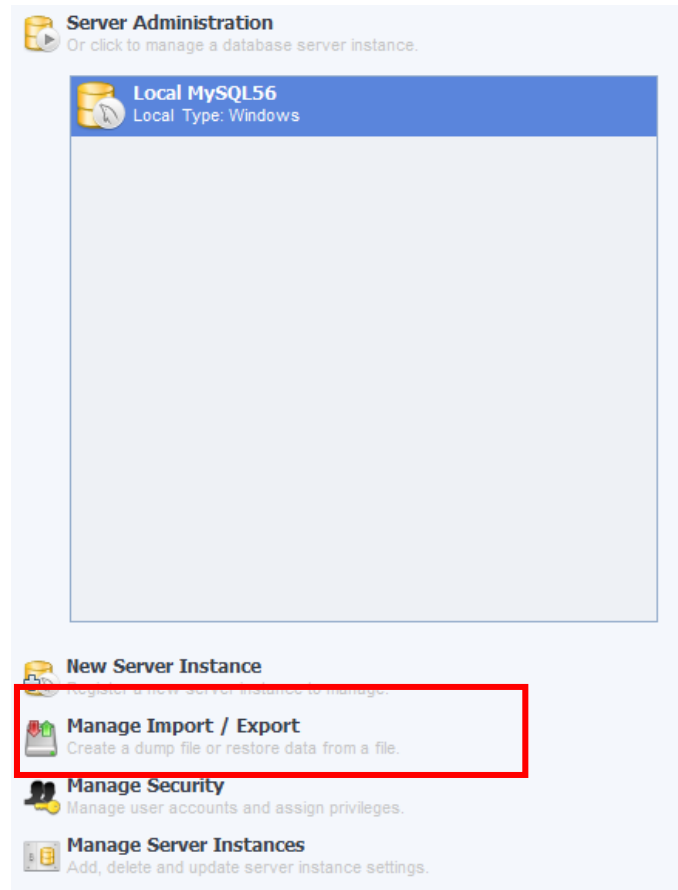 Server Administration
Or click to manage a database server instance.
Local MySQL56
Local Type: Windows
New Server Instance
Register a new server instance to manage.
Manage Import / Export
Create a dump file or restore data from a file.
Manage Security
Manage user accounts and assign privileges.
Manage Server Instances
Add, delete and update server instance settings.